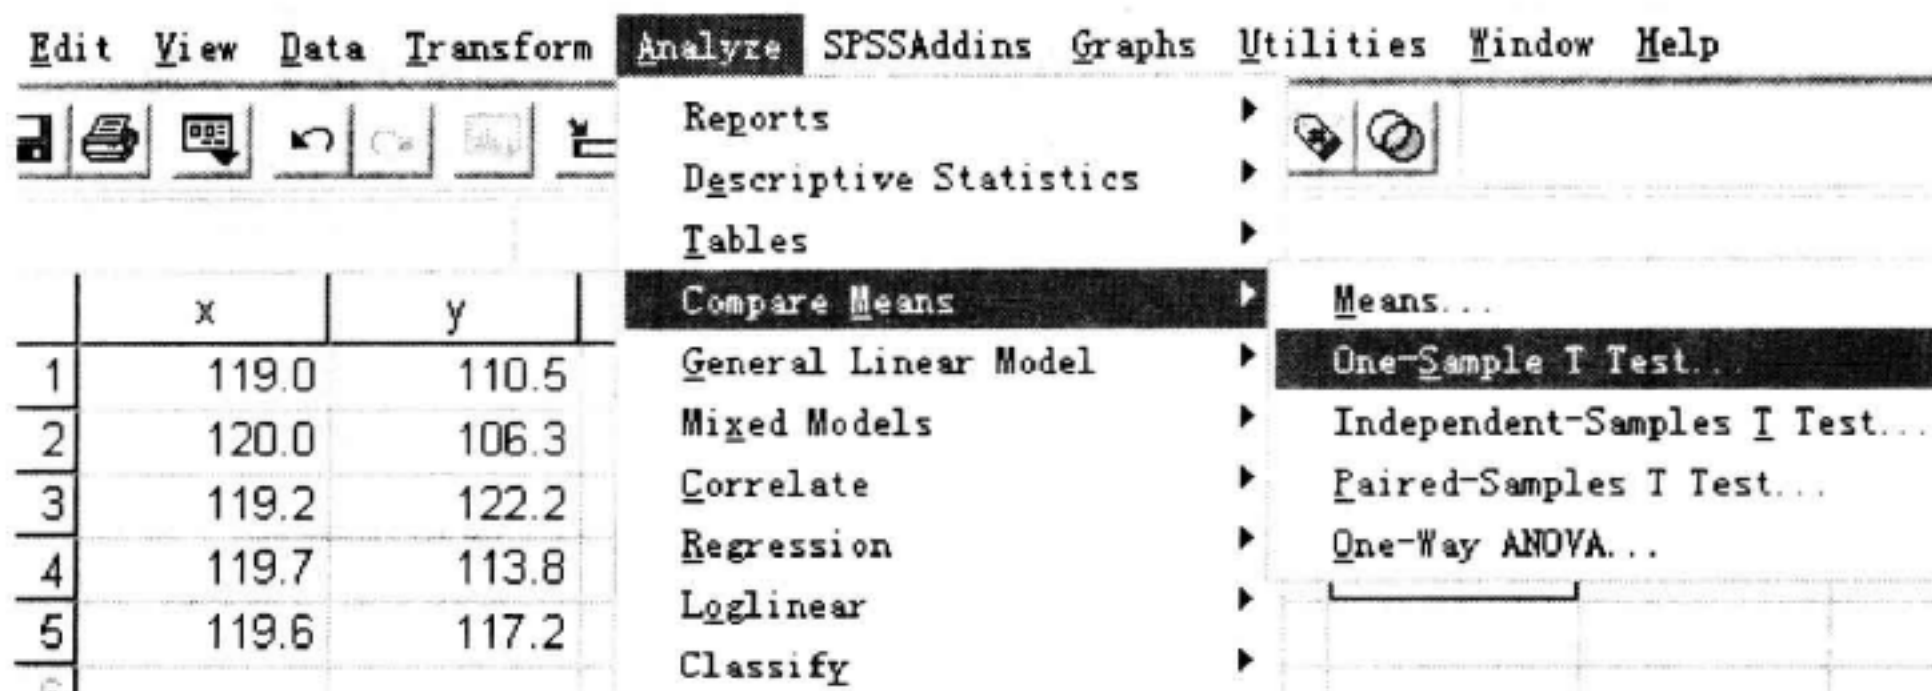 Edit View Data Transform Analyze SPSSAddins Graphs Utilities Window Help
Reports
Descriptive Statistics
Tables
Compare Means
General Linear Model
Mixed Models
Correlate
Regression
Loglinear
Classify
Means...
One-Sample T Test...
Independent-Samples T Test...
Paired-Samples T Test...
One-Way ANOVA...
x y
1 119.0 110.5
2 120.0 106.3
3 119.2 122.2
4 119.7 113.8
5 119.6 117.2